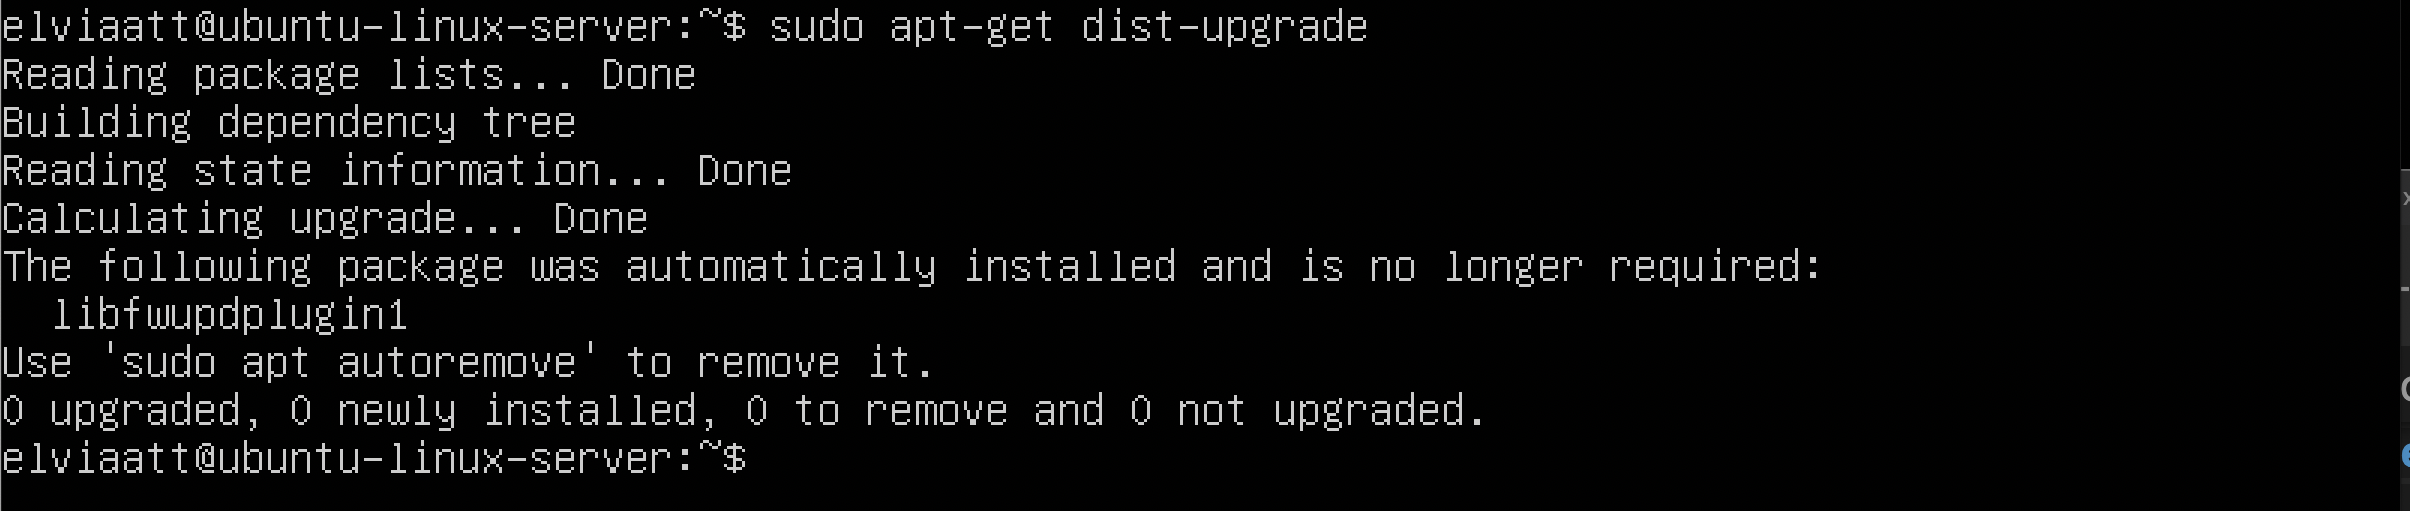 elviaatt@ubuntu-linux-server:~$ sudo apt-get dist-upgrade
Reading package lists... Done
Building dependency tree
Reading state information... Done
Calculating upgrade... Done
The following package was automatically installed and is no longer required:
  libfwupdplugin1
Use 'sudo apt autoremove' to remove it.
0 upgraded, 0 newly installed, 0 to remove and 0 not upgraded.
elviaatt@ubuntu-linux-server:~$